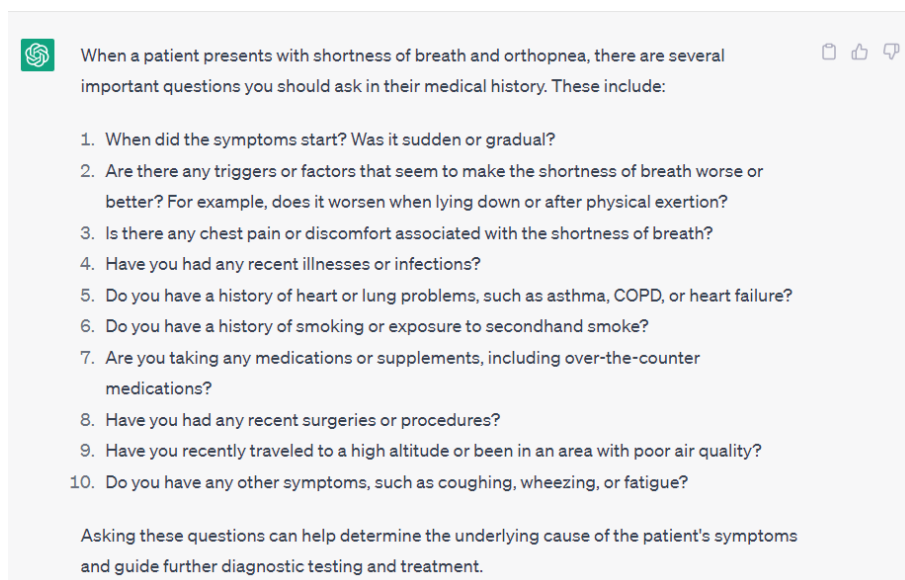 When a patient presents with shortness of breath and orthopnea, there are several
important questions you should ask in their medical history. These include:
1. When did the symptoms start? Was it sudden or gradual?
2. Are there any triggers or factors that seem to make the shortness of breath worse or
better? For example, does it worsen when lying down or after physical exertion?
3. Is there any chest pain or discomfort associated with the shortness of breath?
4. Have you had any recent illnesses or infections?
5. Do you have a history of heart or lung problems, such as asthma, COPD, or heart failure?
6. Do you have a history of smoking or exposure to secondhand smoke?
7. Are you taking any medications or supplements, including over-the-counter
medications?
8. Have you had any recent surgeries or procedures?
9. Have you recently traveled to a high altitude or been in an area with poor air quality?
10. Do you have any other symptoms, such as coughing, wheezing, or fatigue?
Asking these questions can help determine the underlying cause of the patient's symptoms
and guide further diagnostic testing and treatment.